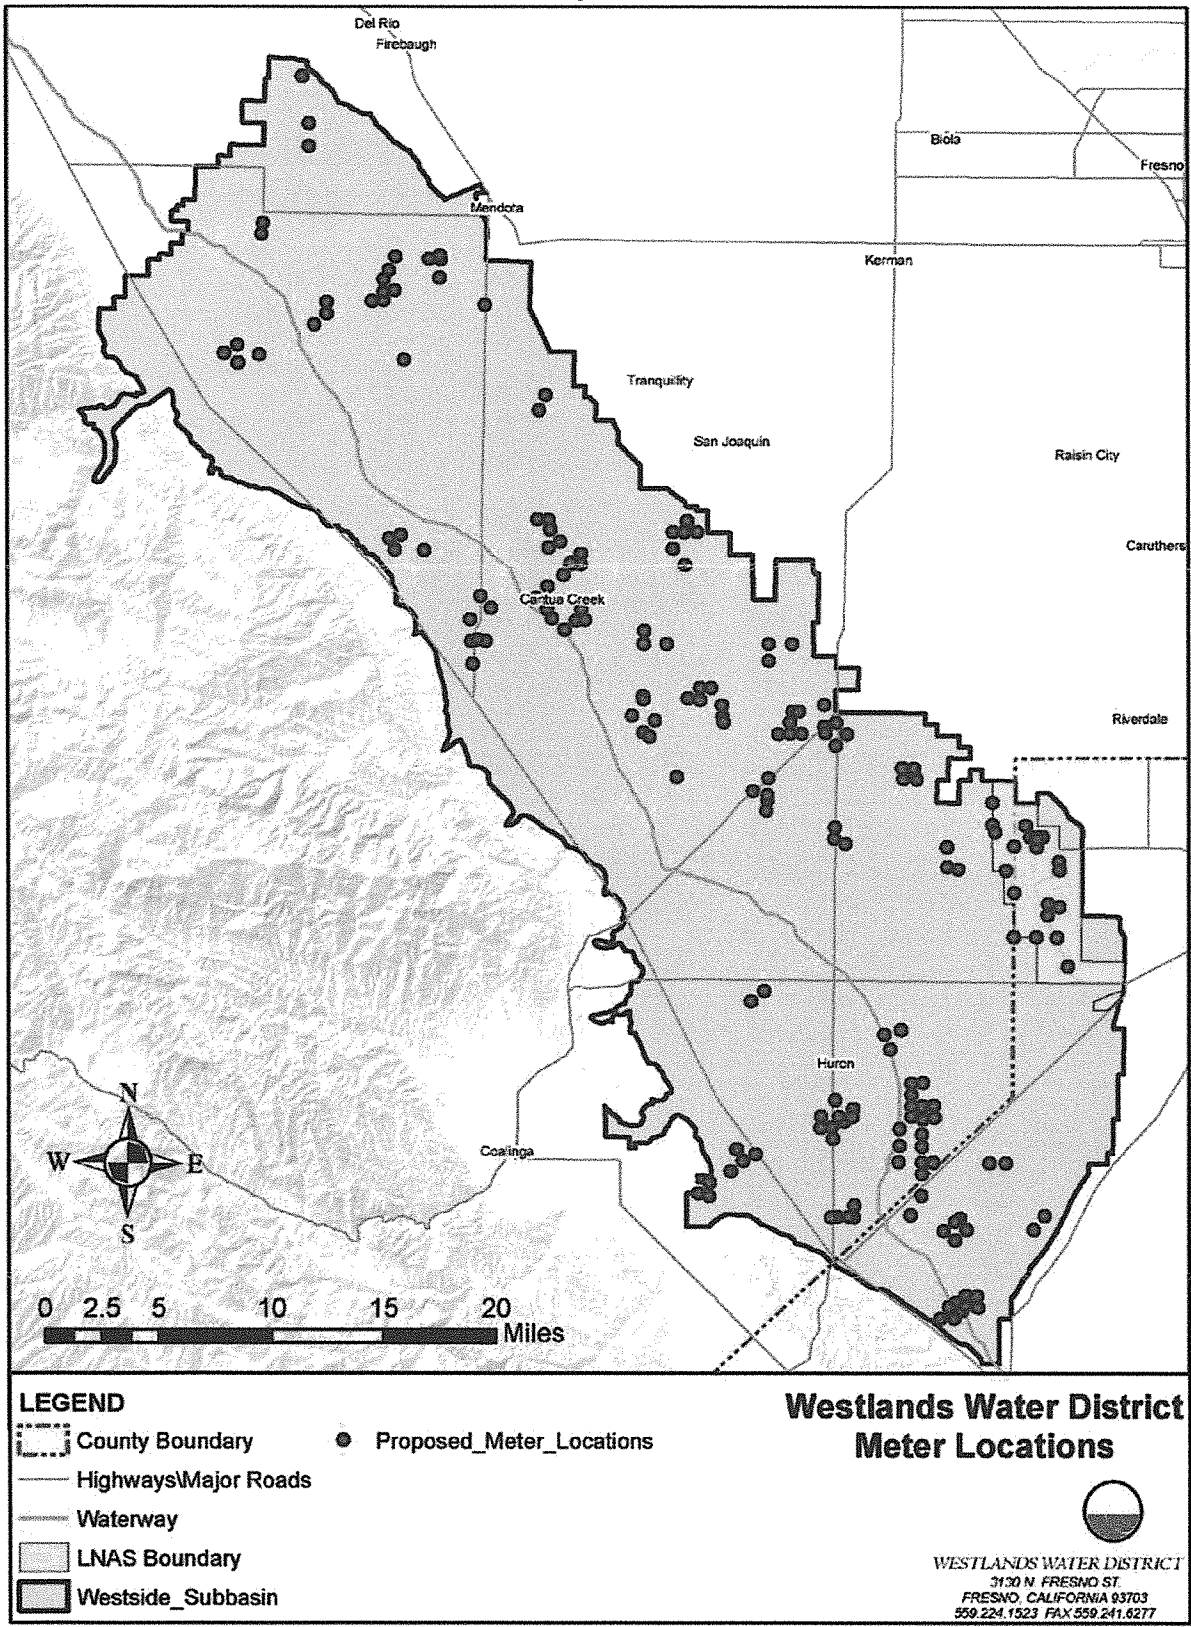 Del Rio
Firebaugh
Biola
Fresno
Mendota
Kerman
Tranquillity
San Joaquin
Raisin City
Caruthers
Cantua Creek
Riverdale
Huron
Coalinga
N
W E
S
0 2.5 5 10 15 20
Miles
LEGEND
County Boundary
Proposed_Meter_Locations
Highways\Major Roads
Waterway
LNAS Boundary
Westside_Subbasin
Westlands Water District
Meter Locations
WESTLANDS WATER DISTRICT
3130 N. FRESNO ST.
FRESNO, CALIFORNIA 93703
559.224.1523 FAX 559.241.6277